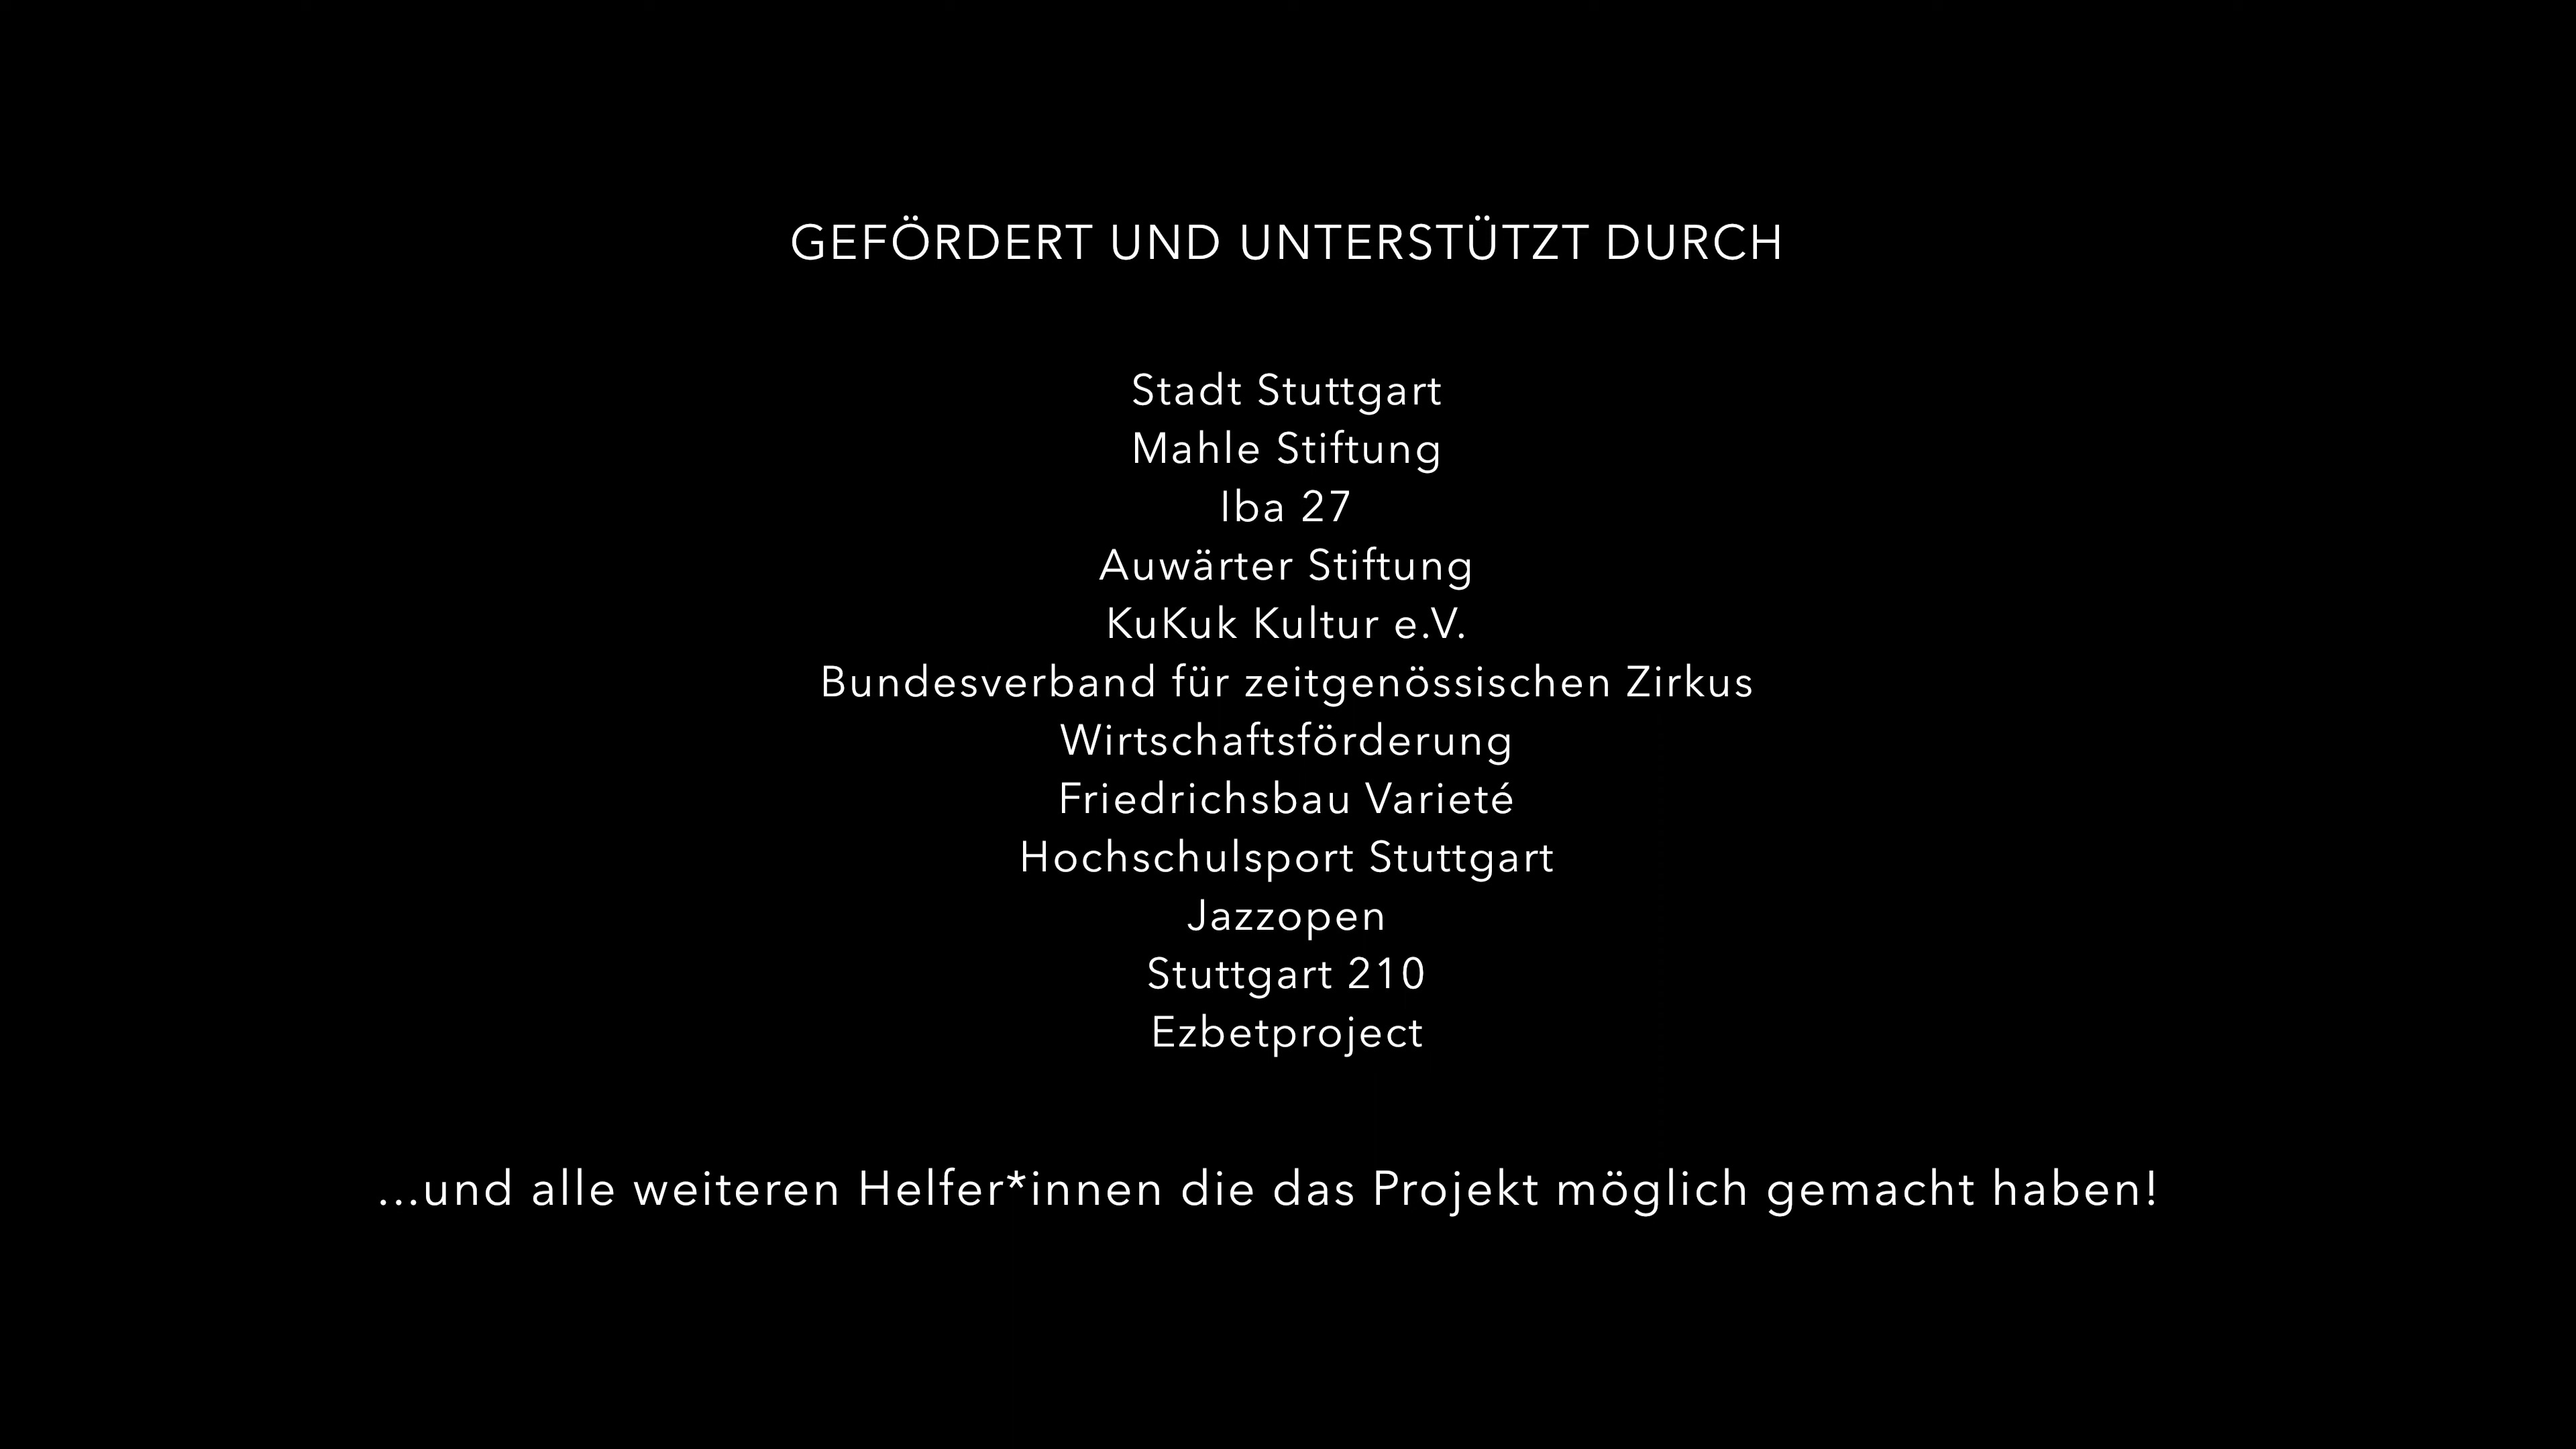 GEFÖRDERT UND UNTERSTÜTZT DURCH
Stadt Stuttgart
Mahle Stiftung
Iba 27
Auwärter Stiftung
KuKuk Kultur e.V.
Bundesverband für zeitgenössischen Zirkus
Wirtschaftsförderung
Friedrichsbau Varieté
Hochschulsport Stuttgart
Jazzopen
Stuttgart 210
Ezbetproject
...und alle weiteren Helfer*innen die das Projekt möglich gemacht haben!